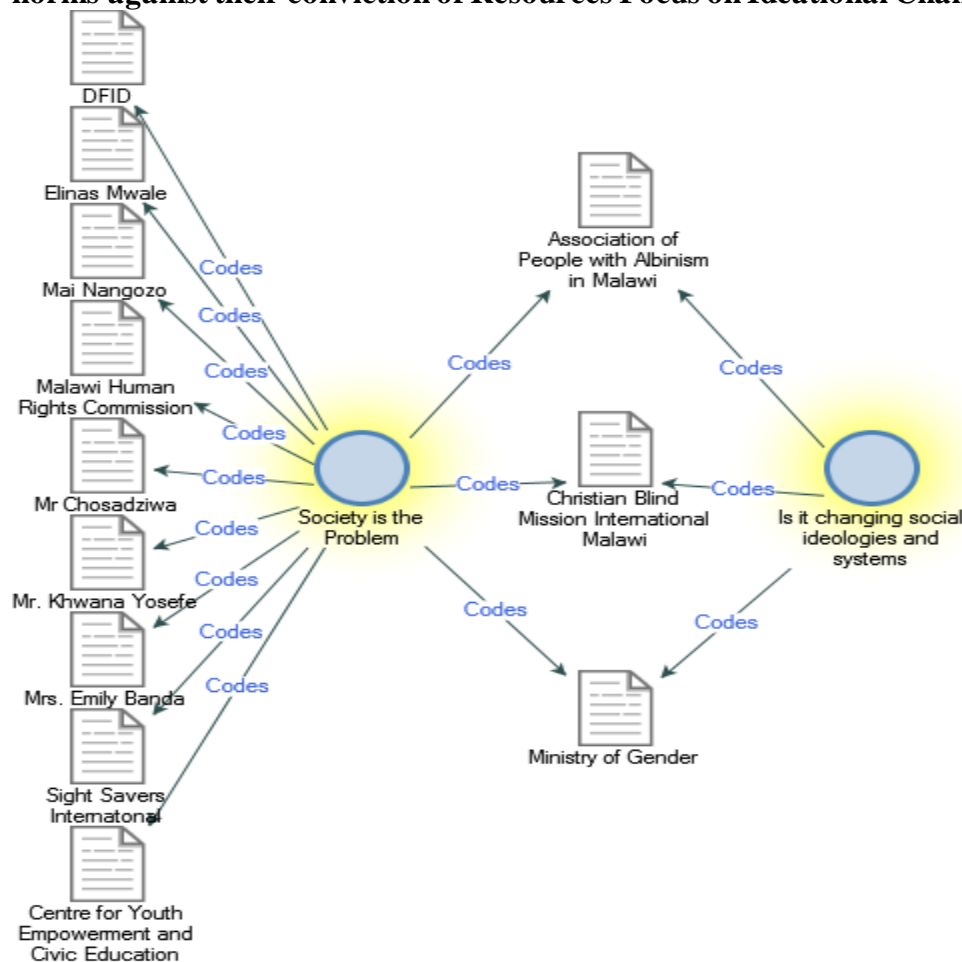 norms against their conviction of Resources Focus on Ideational Chan
DFID
Elinas Mwale
Mai Nangozo
Malawi Human
Rights Commission
Mr Chosadziwa
Mr. Khwana Yosefe
Mrs. Emily Banda
Sight Savers
Internatonal
Centre for Youth
Empowerment and
Civic Education
Codes
Codes
Codes
Codes
Codes
Codes
Codes
Codes
Codes
Society is the
Problem
Codes
Codes
Codes
Association of
People with Albinism
in Malawi
Christian Blind
Mission International
Malawi
Ministry of Gender
Codes
Codes
Codes
Is it changing social
ideologies and
systems